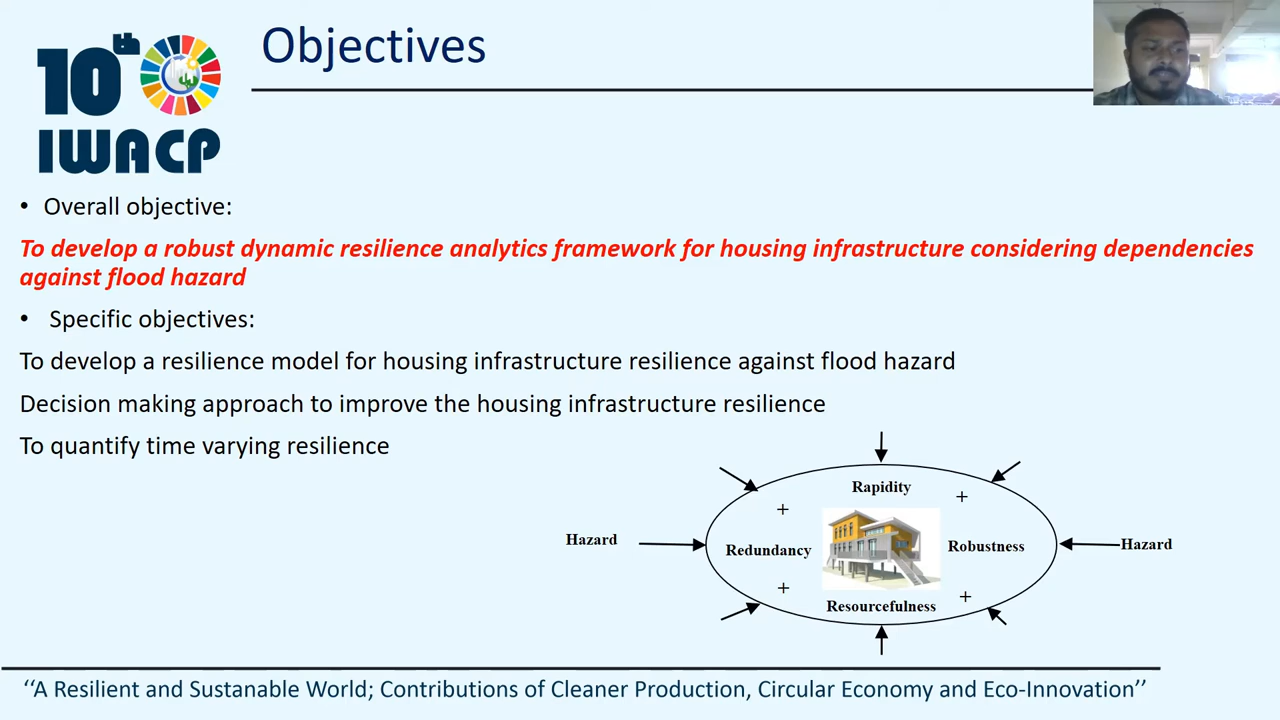 10th
IWACP
Objectives
• Overall objective:
To develop a robust dynamic resilience analytics framework for housing infrastructure considering dependencies
against flood hazard
• Specific objectives:
To develop a resilience model for housing infrastructure resilience against flood hazard
Decision making approach to improve the housing infrastructure resilience
To quantify time varying resilience
Rapidity
+ +
Hazard Redundancy Robustness Hazard
+ +
Resourcefulness
‘‘A Resilient and Sustanable World; Contributions of Cleaner Production, Circular Economy and Eco-Innovation’’